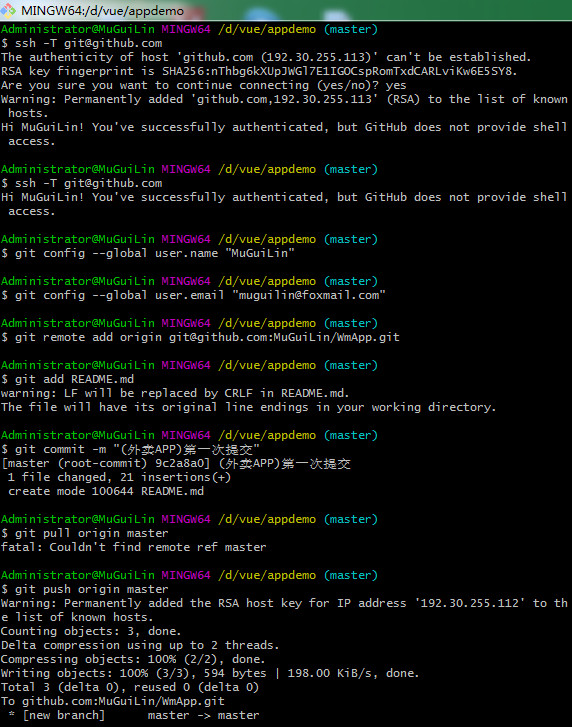 MINGW64:/d/vue/appdemo
Administrator@MuGuiLin MINGW64 /d/vue/appdemo (master)
$ ssh -T git@github.com
The authenticity of host 'github.com (192.30.255.113)' can't be established.
RSA key fingerprint is SHA256:nThbg6kXUpJWGl7E1IGOCspRomTxdCARLviKw6E5SY8.
Are you sure you want to continue connecting (yes/no)? yes
Warning: Permanently added 'github.com,192.30.255.113' (RSA) to the list of known
hosts.
Hi MuGuiLin! You've successfully authenticated, but GitHub does not provide shell
access.
Administrator@MuGuiLin MINGW64 /d/vue/appdemo (master)
$ ssh -T git@github.com
Hi MuGuiLin! You've successfully authenticated, but GitHub does not provide shell
access.
Administrator@MuGuiLin MINGW64 /d/vue/appdemo (master)
$ git config --global user.name "MuGuiLin"
Administrator@MuGuiLin MINGW64 /d/vue/appdemo (master)
$ git config --global user.email "muguilin@foxmail.com"
Administrator@MuGuiLin MINGW64 /d/vue/appdemo (master)
$ git remote add origin git@github.com:MuGuiLin/WmApp.git
Administrator@MuGuiLin MINGW64 /d/vue/appdemo (master)
$ git add README.md
warning: LF will be replaced by CRLF in README.md.
The file will have its original line endings in your working directory.
Administrator@MuGuiLin MINGW64 /d/vue/appdemo (master)
$ git commit -m "(外卖APP)第一次提交"
[master (root-commit) 9c2a8a0] (外卖APP)第一次提交
1 file changed, 21 insertions(+)
create mode 100644 README.md
Administrator@MuGuiLin MINGW64 /d/vue/appdemo (master)
$ git pull origin master
fatal: Couldn't find remote ref master
Administrator@MuGuiLin MINGW64 /d/vue/appdemo (master)
$ git push origin master
Warning: Permanently added the RSA host key for IP address '192.30.255.112' to th
e list of known hosts.
Counting objects: 3, done.
Delta compression using up to 2 threads.
Compressing objects: 100% (2/2), done.
Writing objects: 100% (3/3), 594 bytes | 198.00 KiB/s, done.
Total 3 (delta 0), reused 0 (delta 0)
To github.com:MuGuiLin/WmApp.git
* [new branch]      master -> master